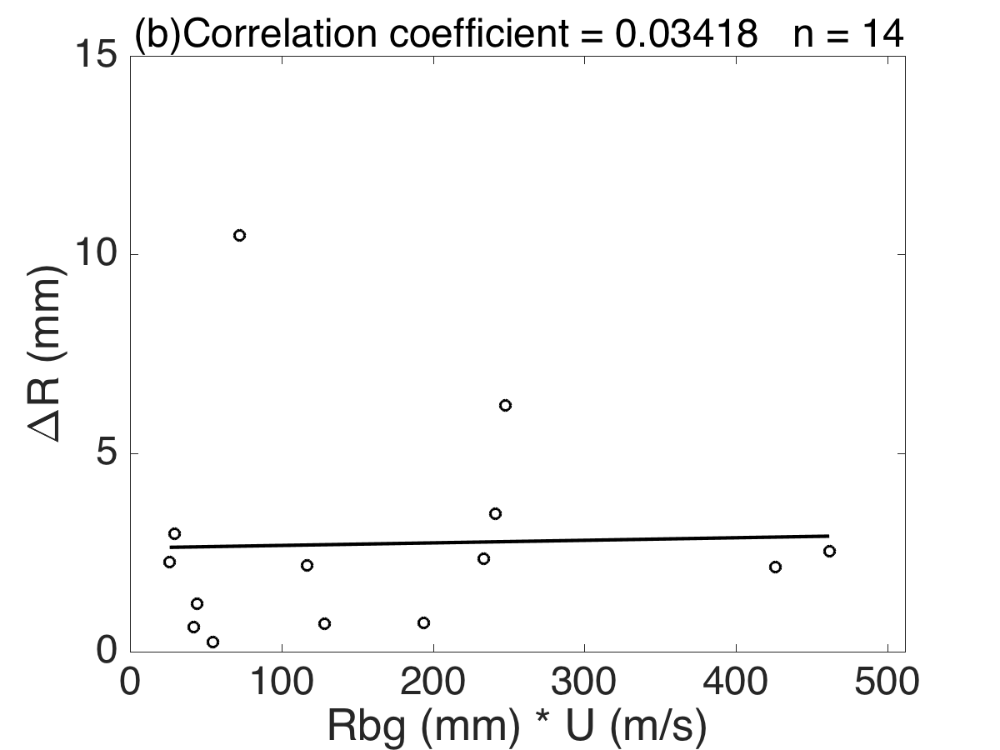 (b)Correlation coefficient = 0.03418 n = 14
15
10
5
0
0 100 200 300 400 500
ΔR (mm)
Rbg (mm) * U (m/s)